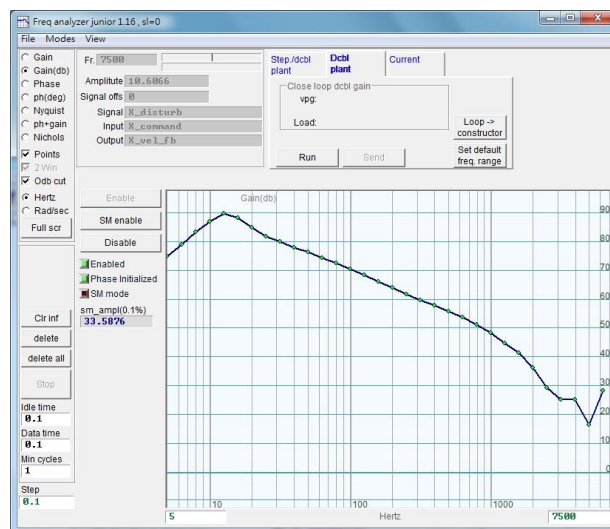 Freq analyzer junior 1.16 , sl=0
File Modes View
Gain
Gain(db)
Phase
ph(deg)
Nyquist
ph+gain
Nichols
Points
2 Win
0db cut
Hertz
Rad/sec
Full scr
Fr. 7500
Amplitude 10.6066
Signal offs 0
Signal X_disturb
Input X_command
Output X_vel_fb
Step./dcbl plant
Dcbl plant
Current
Close loop dcbl gain
vpg:
Load:
Loop -> constructor
Run
Send
Set default freq. range
Enable
SM enable
Disable
Enabled
Phase Initialized
SM mode
sm_ampl(0.1%)
33.5876
Clr inf
delete
delete all
Stop
Idle time
0.1
Data time
0.1
Min cycles
1
Step
0.1
Gain(db)
90
80
70
60
50
40
30
20
10
0
10
100
1000
5
Hertz
7500